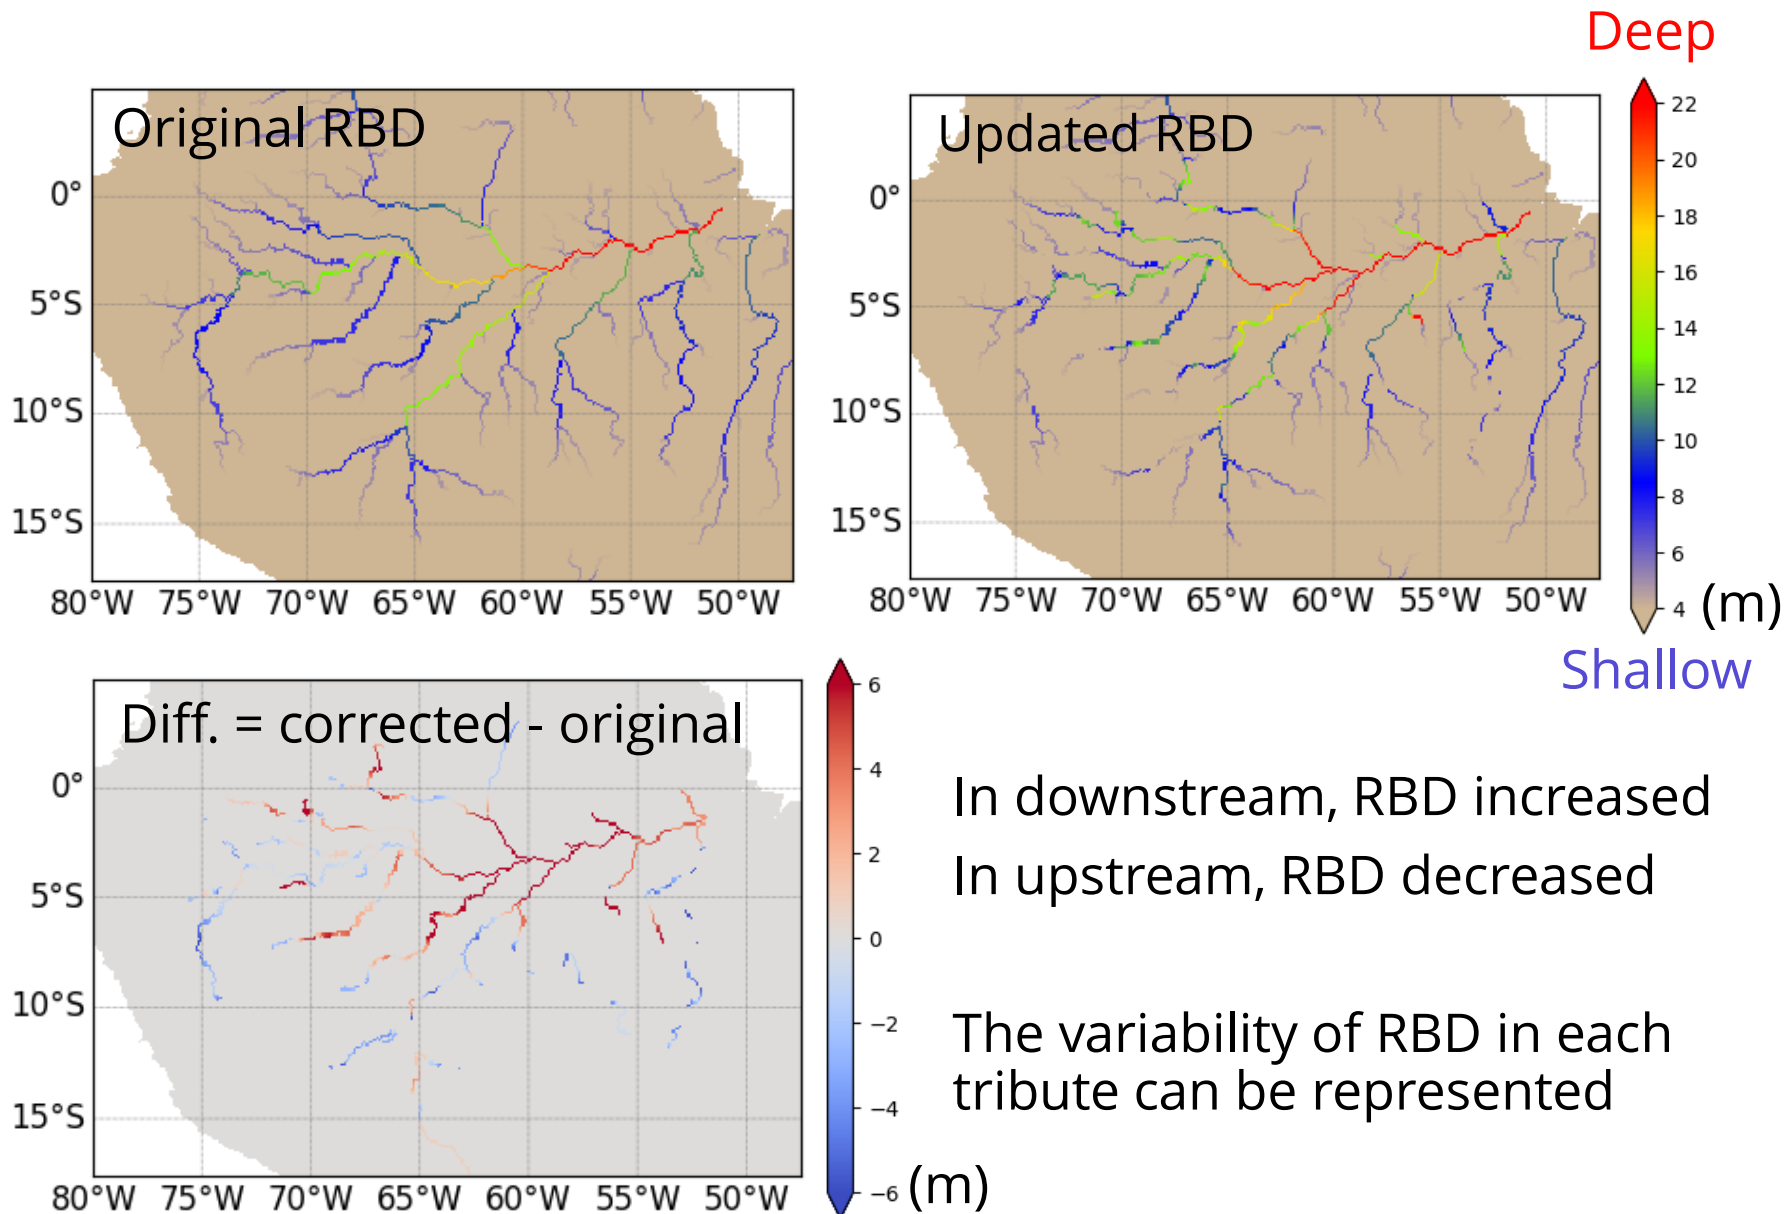 Deep
Original RBD
Updated RBD
22
20
18
16
14
12
10
8
6
4
(m)
Shallow
0°
5°S
10°S
15°S
80°W 75°W 70°W 65°W 60°W 55°W 50°W
0°
5°S
10°S
15°S
80°W 75°W 70°W 65°W 60°W 55°W 50°W
Diff. = corrected - original
0°
5°S
10°S
15°S
80°W 75°W 70°W 65°W 60°W 55°W 50°W
6
4
2
0
−2
−4
−6
(m)
In downstream, RBD increased
In upstream, RBD decreased
The variability of RBD in each
tribute can be represented